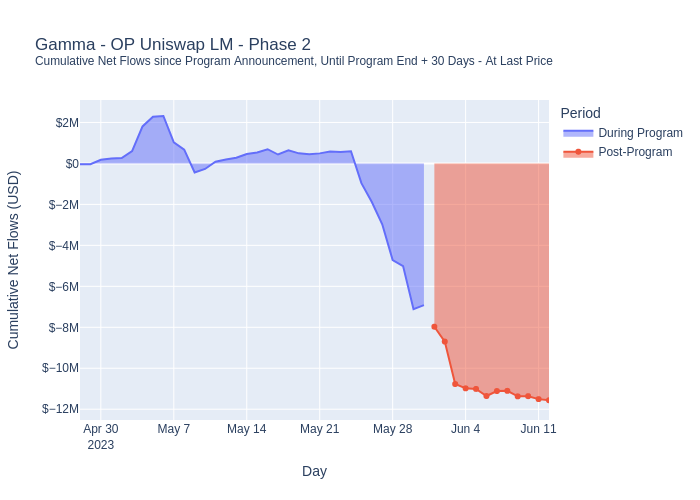 Gamma - OP Uniswap LM - Phase 2
Cumulative Net Flows since Program Announcement, Until Program End + 30 Days - At Last Price
Period
During Program
Post-Program
Cumulative Net Flows (USD)
$2M
$0
$−2M
$−4M
$−6M
$−8M
$−10M
$−12M
Apr 30
2023
May 7
May 14
May 21
May 28
Jun 4
Jun 11
Day